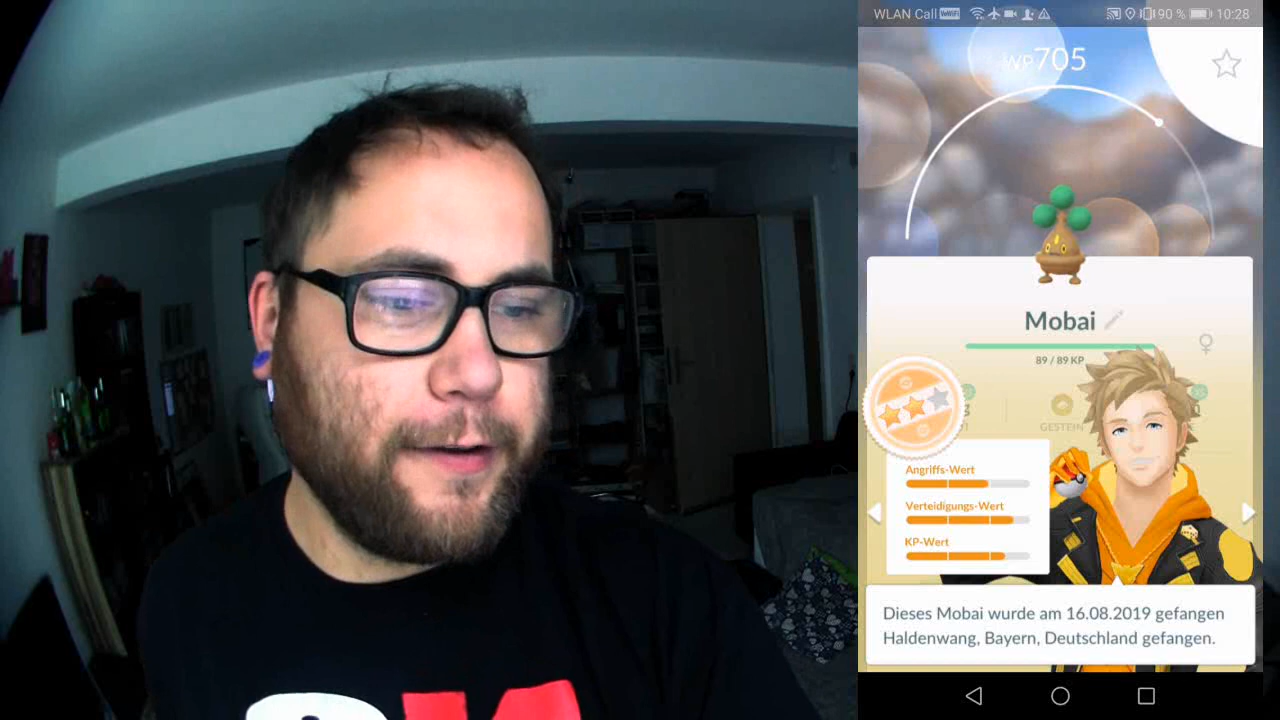 WLAN Call
90 %
10:28
WP705
Mobai
89 / 89 KP
GESTEIN
Angriffs-Wert
Verteidigungs-Wert
KP-Wert
Dieses Mobai wurde am 16.08.2019 gefangen
Haldenwang, Bayern, Deutschland gefangen.